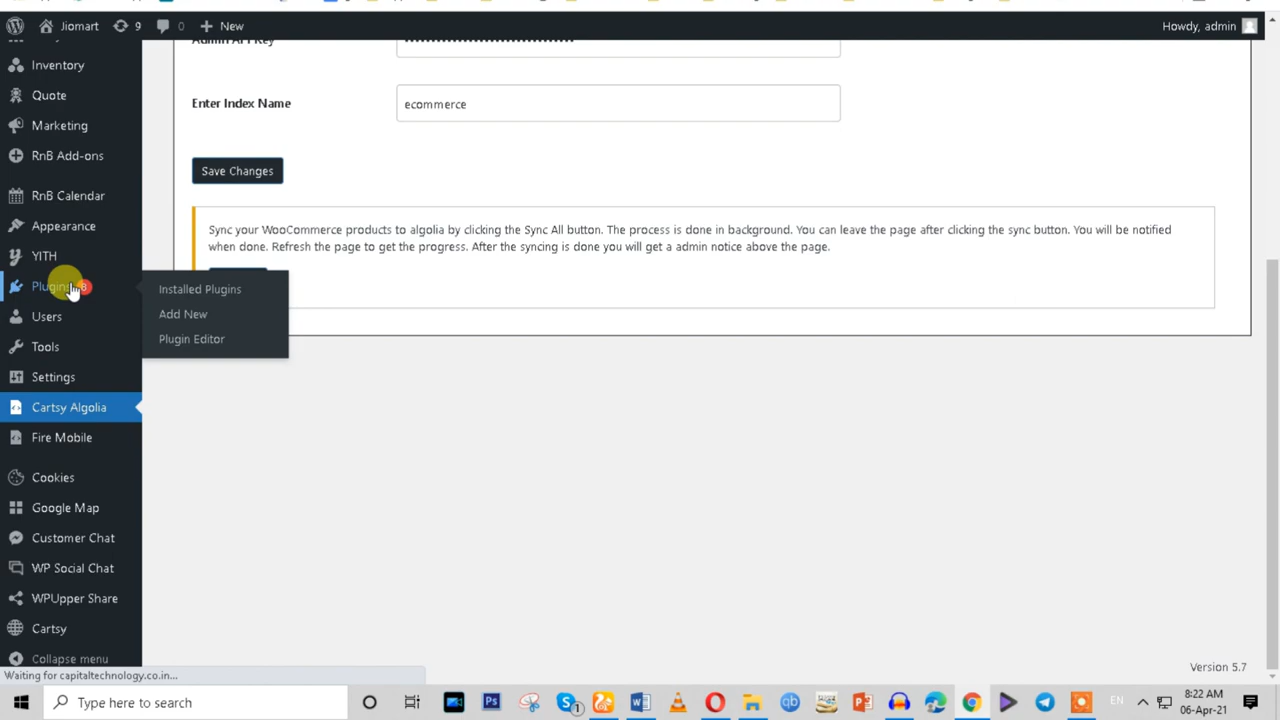 Jiomart
9
0
New
Howdy, admin
Inventory
Quote
Marketing
RnB Add-ons
RnB Calendar
Appearance
YITH
Plugins
8
Users
Tools
Settings
Cartsy Algolia
Fire Mobile
Cookies
Google Map
Customer Chat
WP Social Chat
WPUpper Share
Cartsy
Collapse menu
Installed Plugins
Add New
Plugin Editor
Admin API Key
Enter Index Name
ecommerce
Save Changes
Sync your WooCommerce products to algolia by clicking the Sync All button. The process is done in background. You can leave the page after clicking the sync button. You will be notified
when done. Refresh the page to get the progress. After the syncing is done you will get a admin notice above the page.
Version 5.7
Waiting for capitaltechnology.co.in...
Type here to search
EN
8:22 AM
06-Apr-21